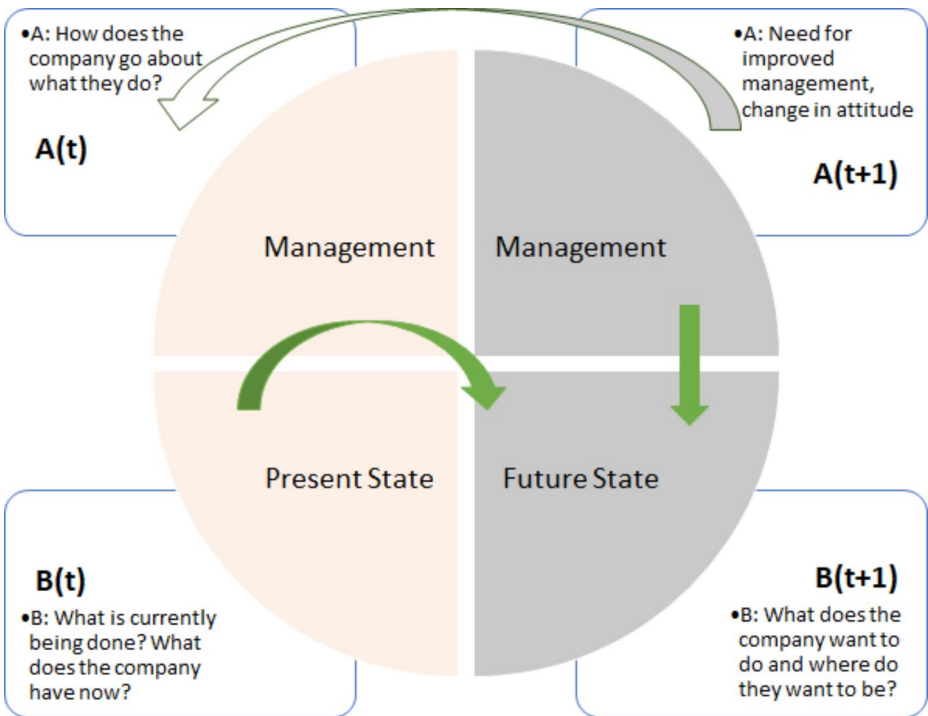 •A: How does the
company go about
what they do?
A(t)
•A: Need for
improved
management,
change in attitude
A(t+1)
Management
Management
Present State
Future State
B(t)
•B: What is currently
being done? What
does the company
have now?
B(t+1)
•B: What does the
company want to
do and where do
they want to be?